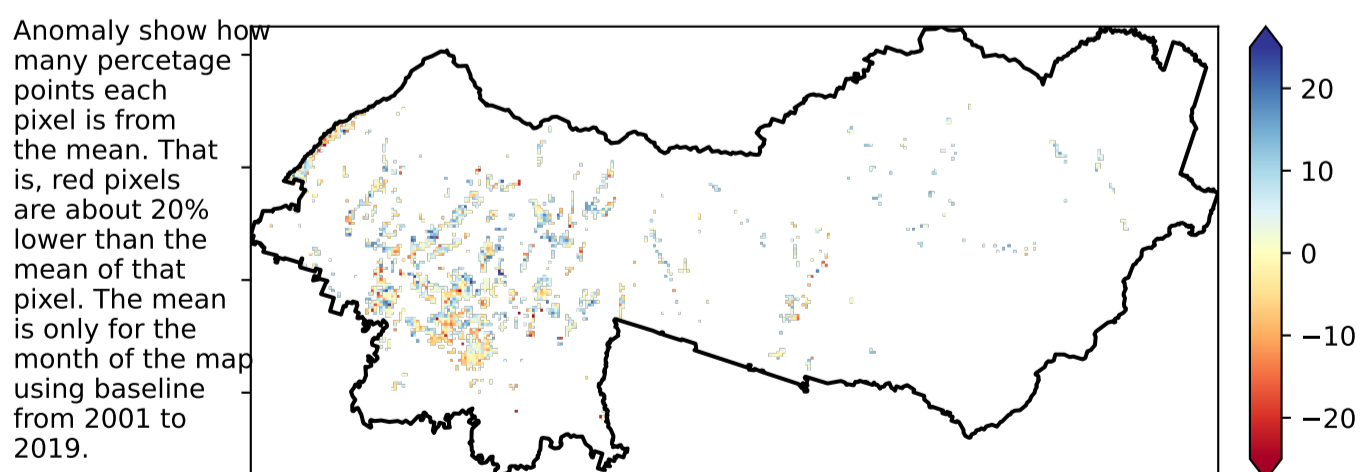 Anomaly show how
many percetage
points each
pixel is from
the mean. That
is, red pixels
are about 20%
lower than the
mean of that
pixel. The mean
is only for the
month of the map
using baseline
from 2001 to
2019.
20
10
0
−10
−20